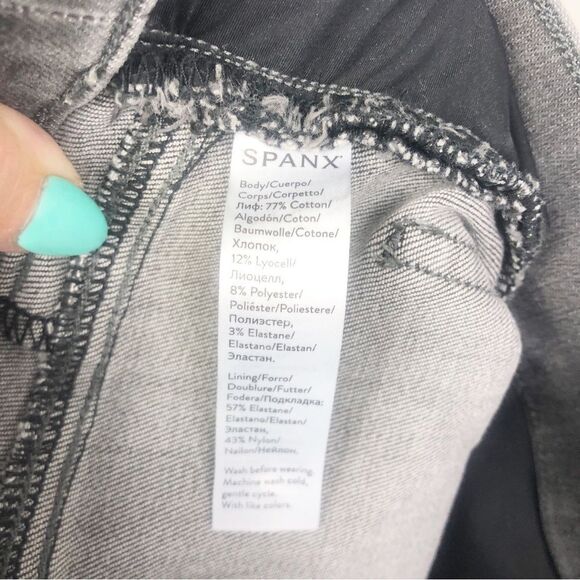 SPANX®
Body/Cuerpo/
Corps/Corpetto/
Лиф: 77% Cotton/
Algodón/Coton/
Baumwolle/Cotone/
Хлопок,
12% Lyocell/
Лиоцелл,
8% Polyester/
Poliéster/Poliestere/
Полиэстер,
3% Elastane/
Elastano/Elastan/
Эластан.
Lining/Forro/
Doublure/Futter/
Fodera/Подкладка:
57% Elastane/
Elastano/Elastan/
Эластан,
43% Nylon/
Nailon/Нейлон.
Wash before wearing.
Machine wash cold,
gentle cycle.
With like colors.